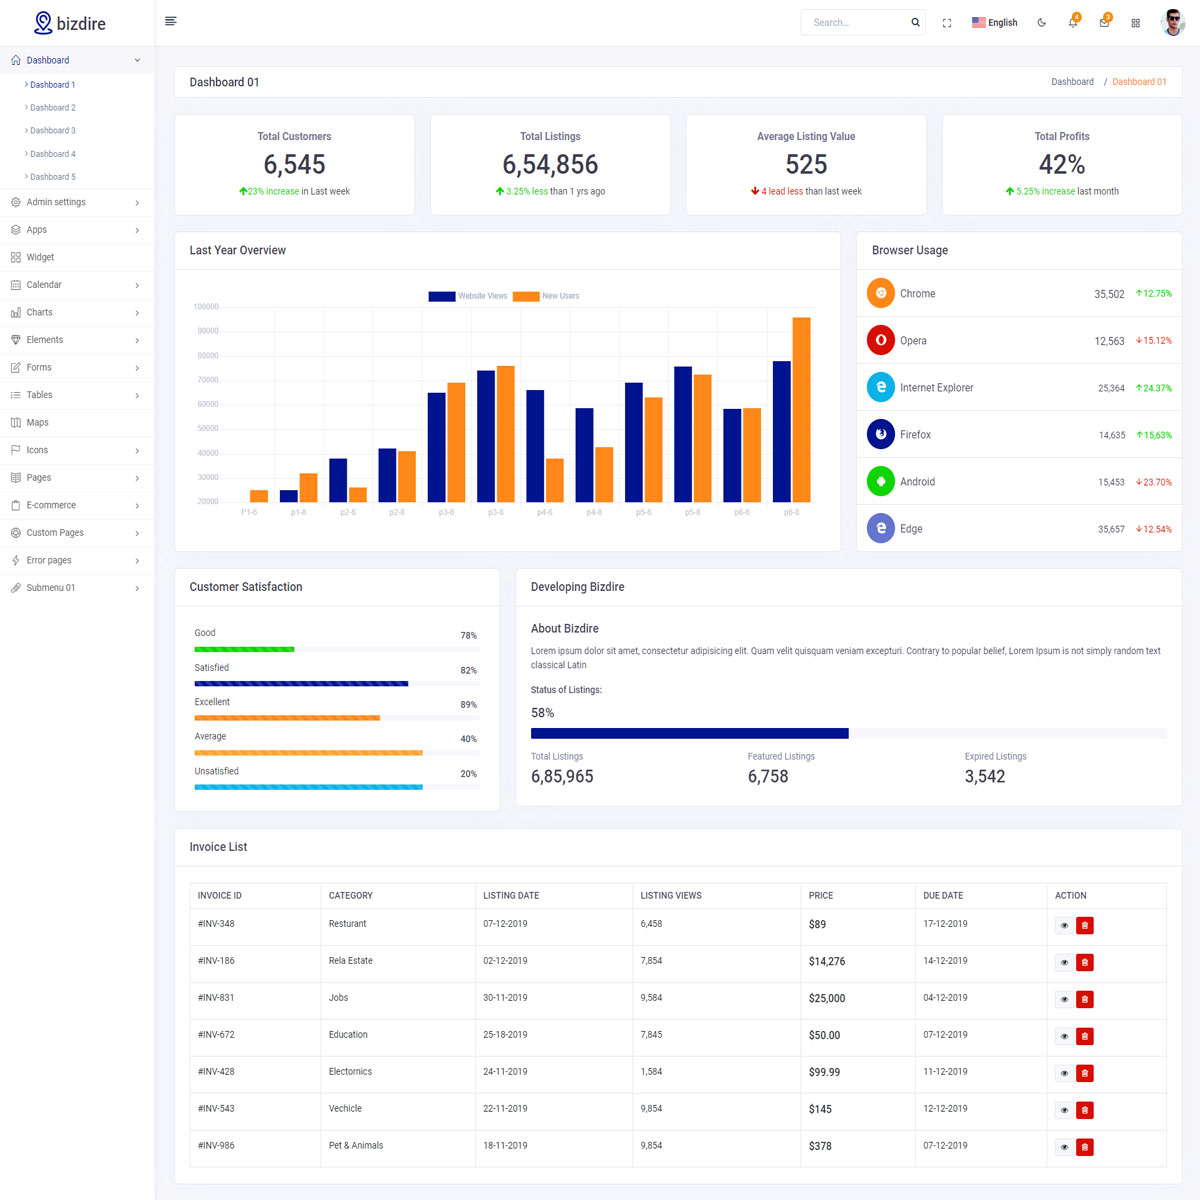 bizdire
Search...
English
4
3
Dashboard
Dashboard 1
Dashboard 2
Dashboard 3
Dashboard 4
Dashboard 5
Admin settings
Apps
Widget
Calendar
Charts
Elements
Forms
Tables
Maps
Icons
Pages
E-commerce
Custom Pages
Error pages
Submenu 01
Dashboard 01
Dashboard / Dashboard 01
Total Customers
6,545
23% increase in Last week
Total Listings
6,54,856
3.25% less than 1 yrs ago
Average Listing Value
525
4 lead less than last week
Total Profits
42%
5.25% increase last month
Last Year Overview
Website Views New Users
100000
90000
80000
70000
60000
50000
40000
30000
20000
P1-6 p1-8 p2-6 p2-8 p3-6 p3-8 p4-6 p4-8 p5-6 p5-8 p6-6 p6-8
Browser Usage
Chrome 35,502 12.75%
Opera 12,563 15.12%
Internet Explorer 25,364 24.37%
Firefox 14,635 15,63%
Android 15,453 23.70%
Edge 35,657 12.54%
Customer Satisfaction
Good 78%
Satisfied 82%
Excellent 89%
Average 40%
Unsatisfied 20%
Developing Bizdire
About Bizdire
Lorem ipsum dolor sit amet, consectetur adipisicing elit. Quam velit quisquam veniam excepturi. Contrary to popular belief, Lorem Ipsum is not simply random text
classical Latin
Status of Listings:
58%
Total Listings Featured Listings Expired Listings
6,85,965 6,758 3,542
Invoice List
INVOICE ID CATEGORY LISTING DATE LISTING VIEWS PRICE DUE DATE ACTION
#INV-348 Resturant 07-12-2019 6,458 $89 17-12-2019
#INV-186 Rela Estate 02-12-2019 7,854 $14,276 14-12-2019
#INV-831 Jobs 30-11-2019 9,584 $25,000 04-12-2019
#INV-672 Education 25-18-2019 7,845 $50.00 07-12-2019
#INV-428 Electornics 24-11-2019 1,584 $99.99 11-12-2019
#INV-543 Vechicle 22-11-2019 9,854 $145 12-12-2019
#INV-986 Pet & Animals 18-11-2019 9,854 $378 07-12-2019